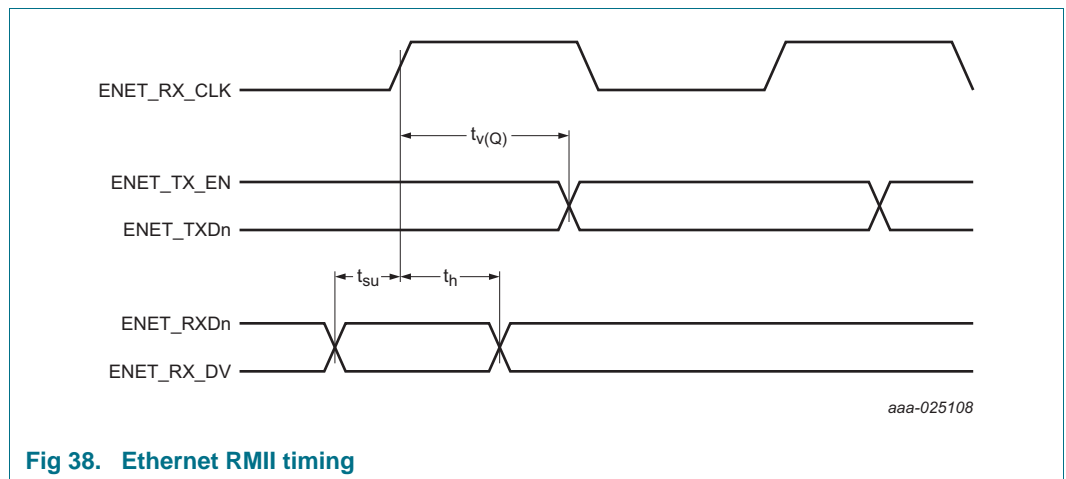 ENET_RX_CLK
tv(Q)
ENET_TX_EN
ENET_TXDn
tsu
th
ENET_RXDn
ENET_RX_DV
aaa-025108
Fig 38. Ethernet RMII timing